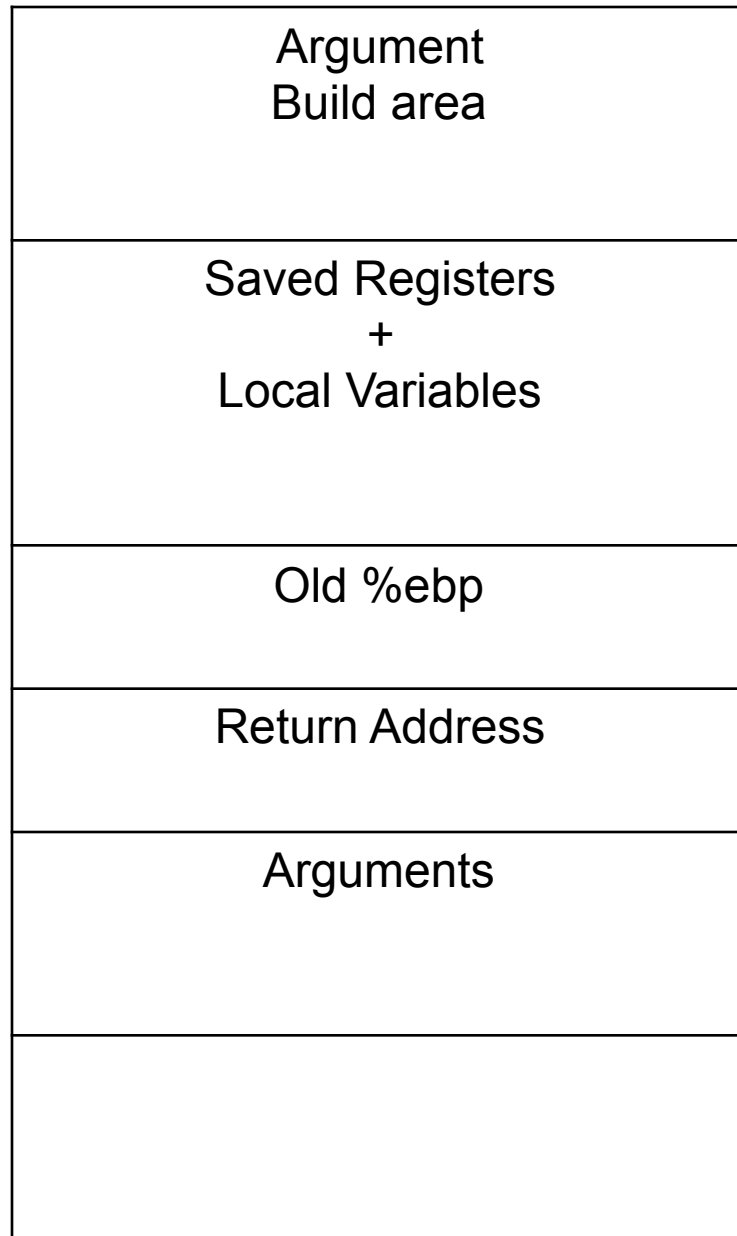 Argument
Build area
Saved Registers
+
Local Variables
Old %ebp
Return Address
Arguments